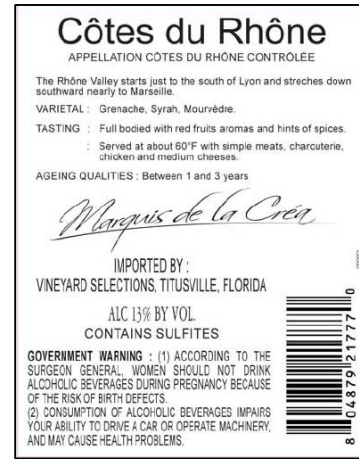 Côtes du Rhône
APPELLATION CÔTES DU RHÔNE CONTRÔLÉE
The Rhône Valley starts just to the south of Lyon and streches down
southward nearly to Marseille.
VARIETAL : Grenache, Syrah, Mourvèdre.
TASTING : Full bodied with red fruits aromas and hints of spices.
: Served at about 60°F with simple meats, charcuterie,
chicken and medium cheeses.
AGEING QUALITIES : Between 1 and 3 years
Marquis de la Créa
IMPORTED BY :
VINEYARD SELECTIONS, TITUSVILLE, FLORIDA
ALC 13% BY VOL.
CONTAINS SULFITES
GOVERNMENT WARNING : (1) ACCORDING TO THE
SURGEON GENERAL, WOMEN SHOULD NOT DRINK
ALCOHOLIC BEVERAGES DURING PREGNANCY BECAUSE
OF THE RISK OF BIRTH DEFECTS.
(2) CONSUMPTION OF ALCOHOLIC BEVERAGES IMPAIRS
YOUR ABILITY TO DRIVE A CAR OR OPERATE MACHINERY,
AND MAY CAUSE HEALTH PROBLEMS.
8 04879 21777 0